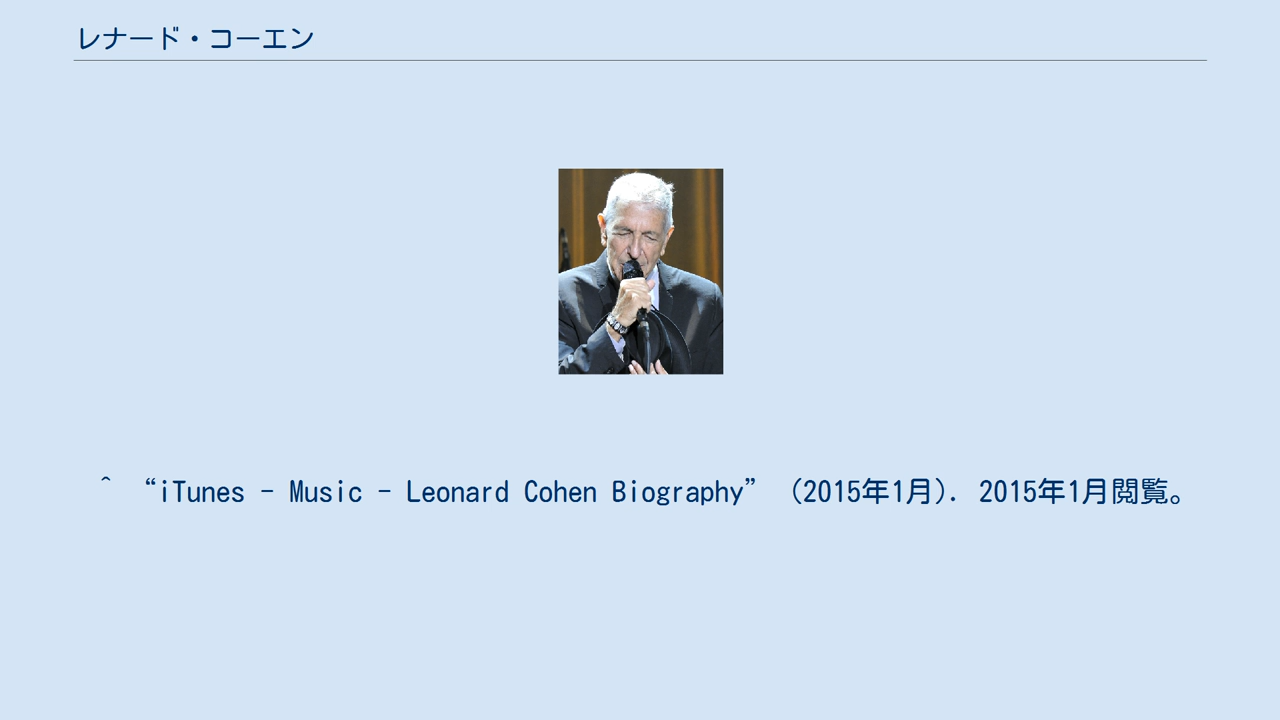 レナード・コーエン
^ “iTunes - Music - Leonard Cohen Biography” (2015年1月). 2015年1月閲覧。